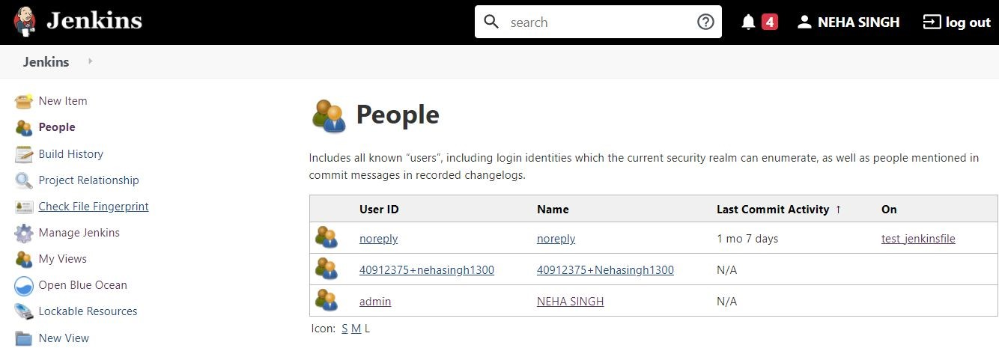 Jenkins
search
4
NEHA SINGH
log out
Jenkins
New Item
People
Build History
Project Relationship
Check File Fingerprint
Manage Jenkins
My Views
Open Blue Ocean
Lockable Resources
New View
People
Includes all known “users”, including login identities which the current security realm can enumerate, as well as people mentioned in
commit messages in recorded changelogs.
User ID Name Last Commit Activity ↑ On
noreply noreply 1 mo 7 days test_jenkinsfile
40912375+nehasingh1300 40912375+Nehasingh1300 N/A
admin NEHA SINGH N/A
Icon: S M L